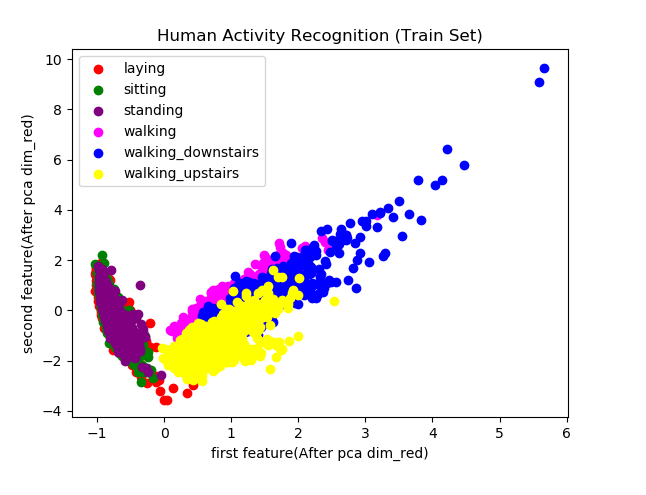 Human Activity Recognition (Train Set)
laying
sitting
standing
walking
walking_downstairs
walking_upstairs
second feature(After pca dim_red)
10
8
6
4
2
0
−2
−4
−1
0
1
2
3
4
5
6
first feature(After pca dim_red)